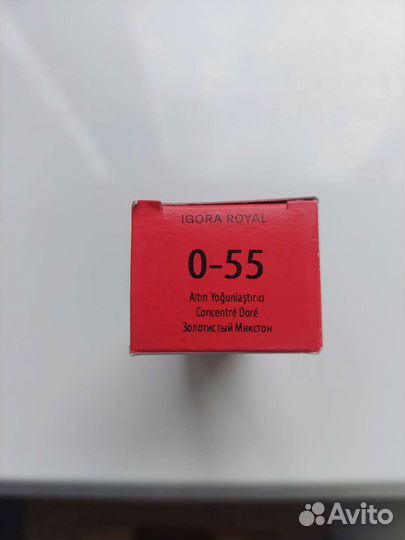 IGORA ROYAL
0-55
Altın Yoğunlaştırıcı
Concentré Doré
Золотистый Микстон
Avito